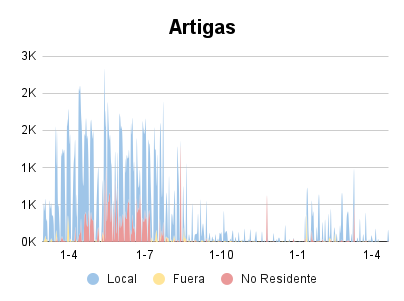 Artigas
3K
2K
2K
1K
1K
0K
1-4 1-7 1-10 1-1 1-4
Local Fuera No Residente